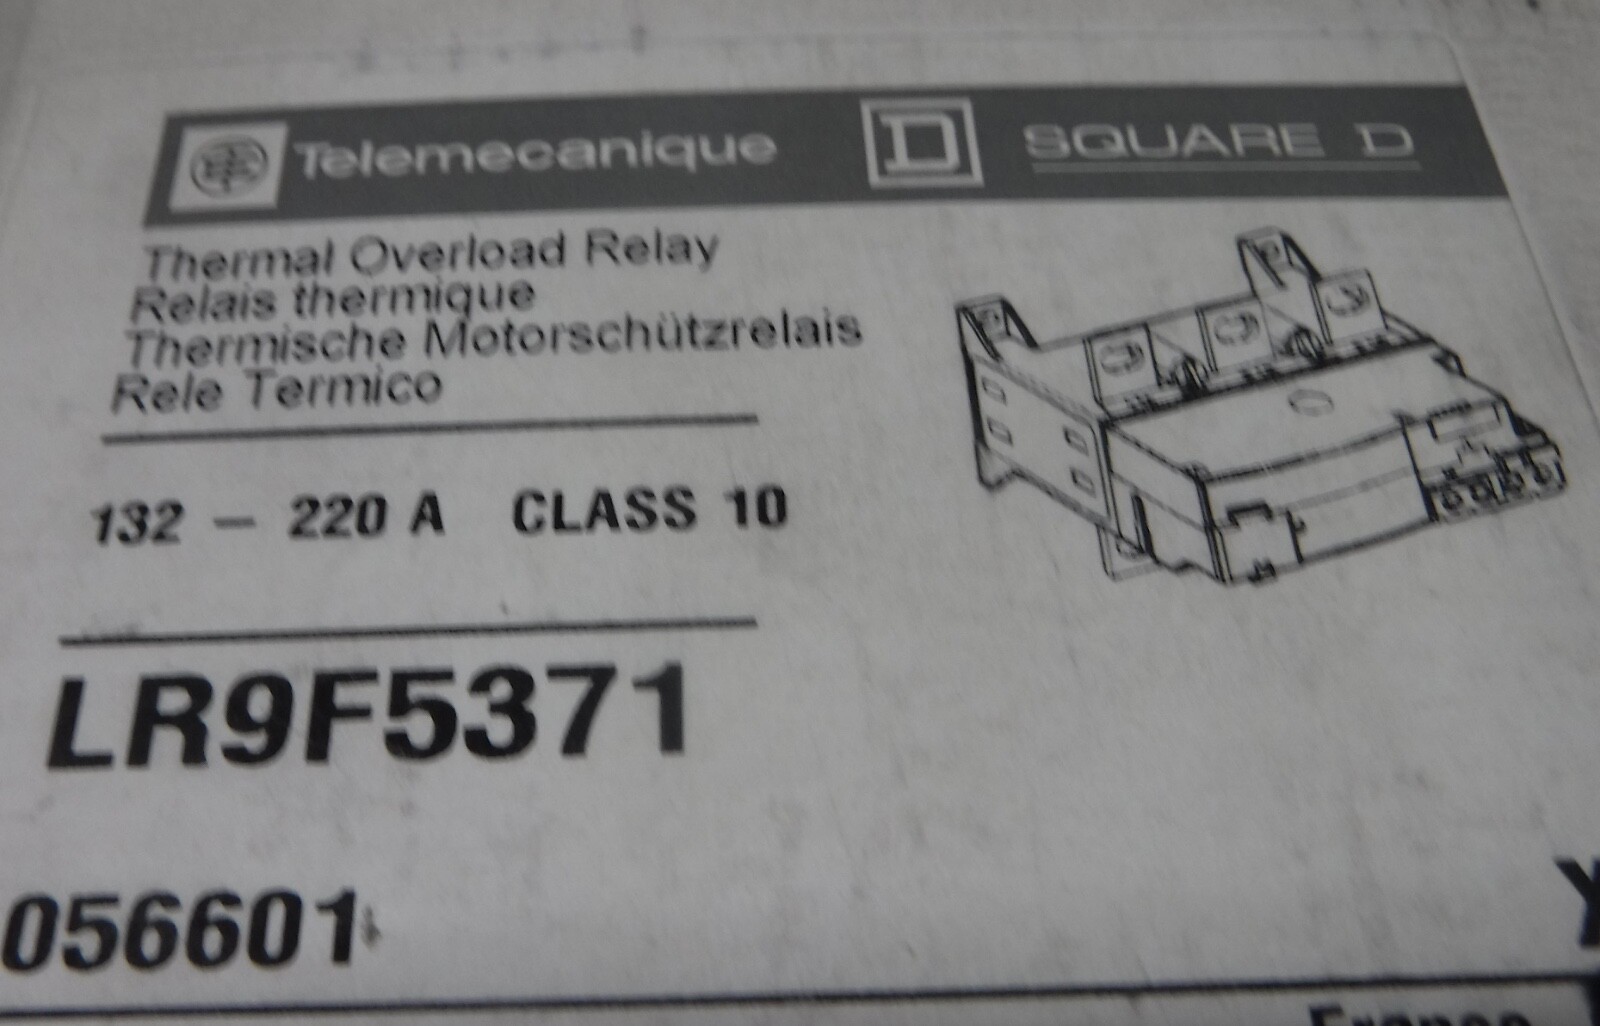 Telemecanique D SQUARE D
Thermal Overload Relay
Relais thermique
Thermische Motorschützrelais
Rele Termico
132 – 220 A CLASS 10
LR9F5371
056601